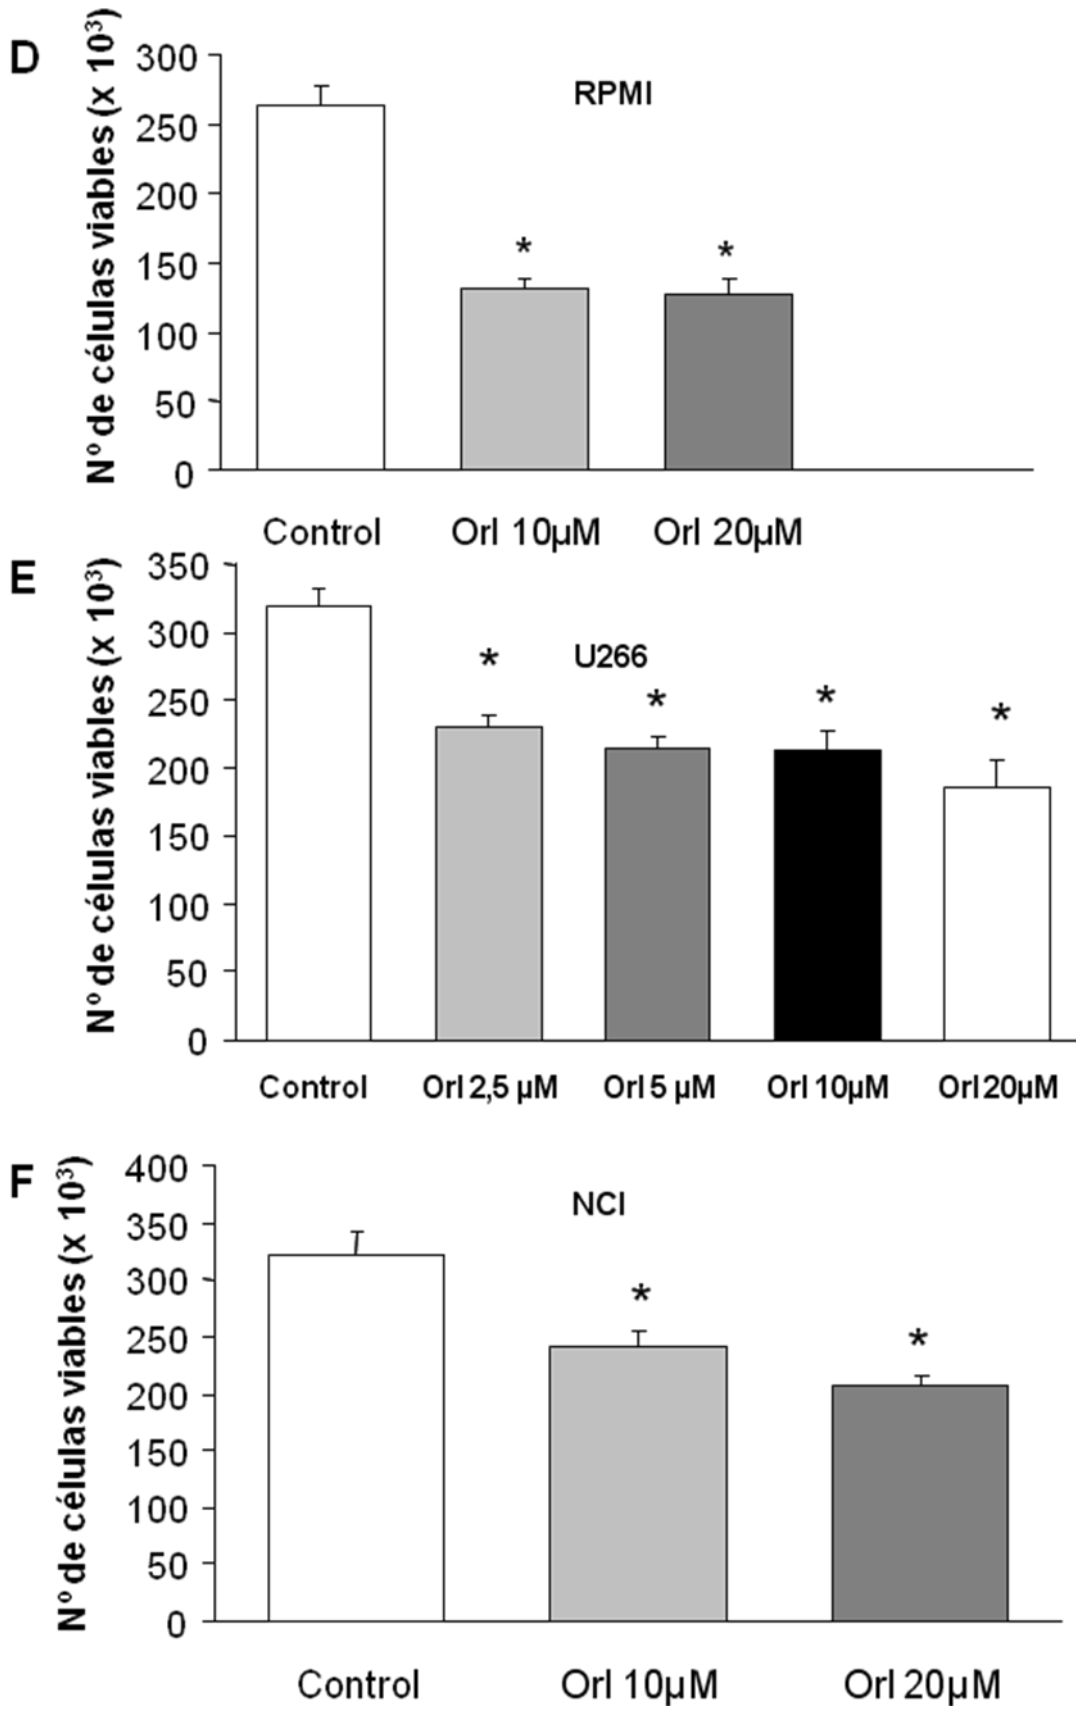 D
Nº de células viables (x 10³)
300
250
200
150
100
50
0
RPMI
*
*
Control
Orl 10µM
Orl 20µM
E
Nº de células viables (x 10³)
350
300
250
200
150
100
50
0
U266
*
*
*
*
Control
Orl 2,5 µM
Orl 5 µM
Orl 10µM
Orl 20µM
F
Nº de células viables (x 10³)
400
350
300
250
200
150
100
50
0
NCI
*
*
Control
Orl 10µM
Orl 20µM